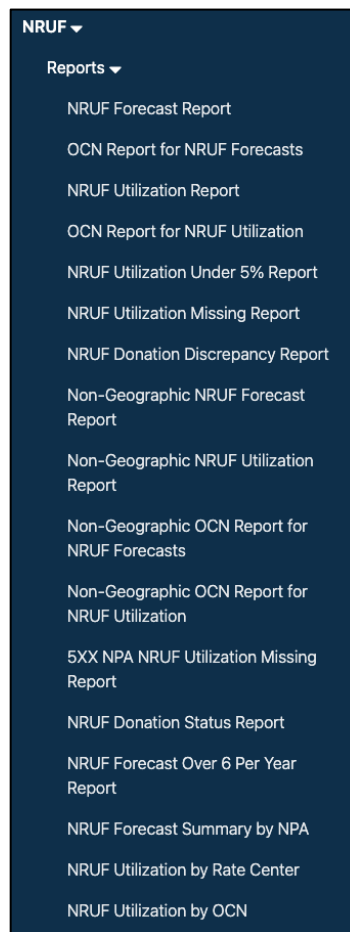 NRUF
Reports
NRUF Forecast Report
OCN Report for NRUF Forecasts
NRUF Utilization Report
OCN Report for NRUF Utilization
NRUF Utilization Under 5% Report
NRUF Utilization Missing Report
NRUF Donation Discrepancy Report
Non-Geographic NRUF Forecast
Report
Non-Geographic NRUF Utilization
Report
Non-Geographic OCN Report for
NRUF Forecasts
Non-Geographic OCN Report for
NRUF Utilization
5XX NPA NRUF Utilization Missing
Report
NRUF Donation Status Report
NRUF Forecast Over 6 Per Year
Report
NRUF Forecast Summary by NPA
NRUF Utilization by Rate Center
NRUF Utilization by OCN